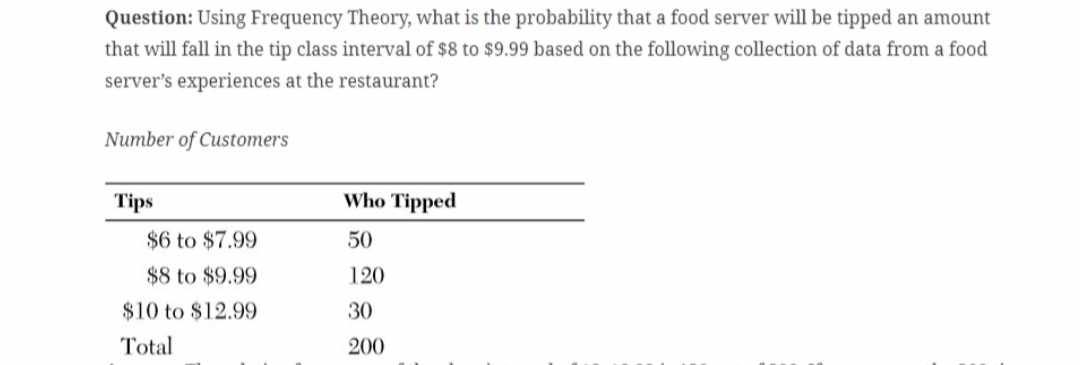 Question: Using Frequency Theory, what is the probability that a food server will be tipped an amount
that will fall in the tip class interval of $8 to $9.99 based on the following collection of data from a food
server’s experiences at the restaurant?
Number of Customers
Tips Who Tipped
$6 to $7.99 50
$8 to $9.99 120
$10 to $12.99 30
Total 200